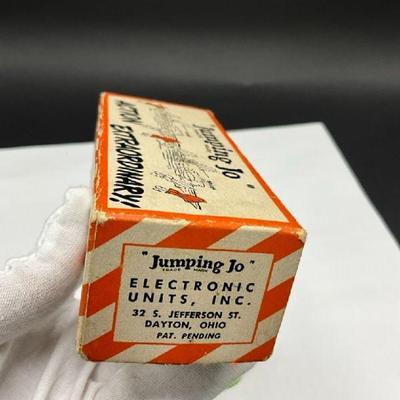 "Jumping Jo"
ACTION EXTRAORDINARY!
"Jumping Jo"
TRADE MARK
ELECTRONIC
UNITS, INC.
32 S. JEFFERSON ST.
DAYTON, OHIO
PAT. PENDING